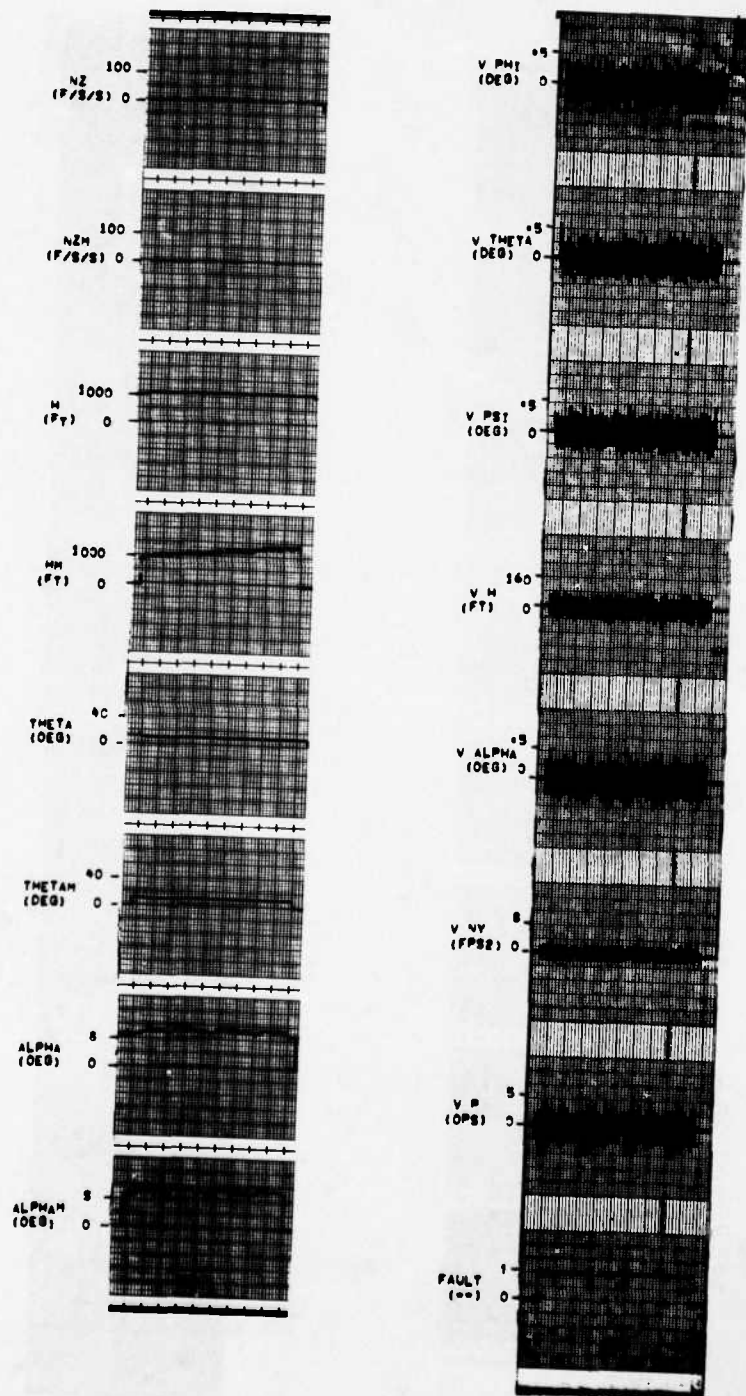 NZ
(F/S/S)
100
0
NZM
(F/S/S)
100
0
H
(FT)
1000
0
HM
(FT)
1000
0
THETA
(DEG)
40
0
THETAM
(DEG)
40
0
ALPHA
(DEG)
5
0
ALPHAM
(DEG)
5
0
V PHI
(DEG)
.5
0
V THETA
(DEG)
.5
0
V PSI
(DEG)
.5
0
V H
(FT)
160
0
V ALPHA
(DEG)
.5
0
V NY
(FPS2)
8
0
V P
(DPS)
5
0
FAULT
(**)
1
0